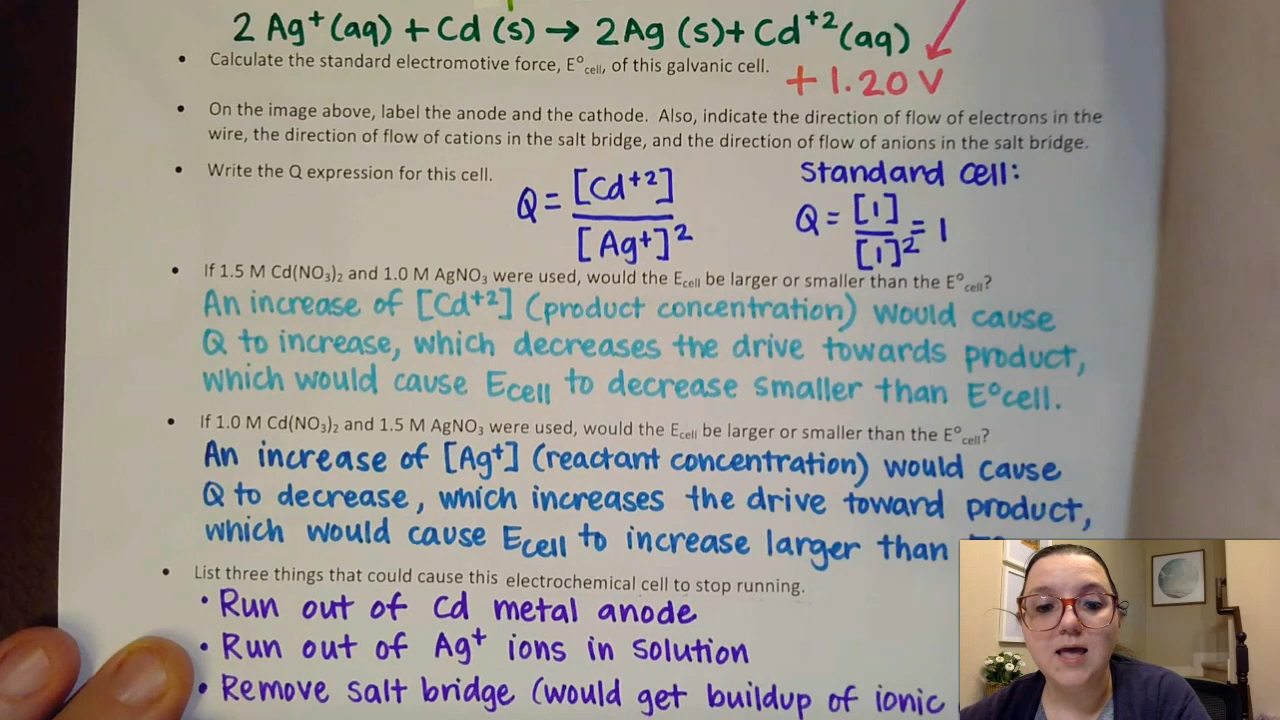 2 Ag⁺(aq) + Cd (s) → 2Ag (s) + Cd⁺²(aq)
• Calculate the standard electromotive force, E°cell, of this galvanic cell.
+ 1.20 V
• On the image above, label the anode and the cathode. Also, indicate the direction of flow of electrons in the
wire, the direction of flow of cations in the salt bridge, and the direction of flow of anions in the salt bridge.
• Write the Q expression for this cell.
Q = [Cd⁺²] / [Ag⁺]²
Standard cell:
Q = [1] / [1]² = 1
• If 1.5 M Cd(NO₃)₂ and 1.0 M AgNO₃ were used, would the Ecell be larger or smaller than the E°cell?
An increase of [Cd⁺²] (product concentration) would cause
Q to increase, which decreases the drive towards product,
which would cause Ecell to decrease smaller than E°cell.
• If 1.0 M Cd(NO₃)₂ and 1.5 M AgNO₃ were used, would the Ecell be larger or smaller than the E°cell?
An increase of [Ag⁺] (reactant concentration) would cause
Q to decrease, which increases the drive toward product,
which would cause Ecell to increase larger than
• List three things that could cause this electrochemical cell to stop running.
• Run out of Cd metal anode
• Run out of Ag⁺ ions in solution
• Remove salt bridge (would get buildup of ionic